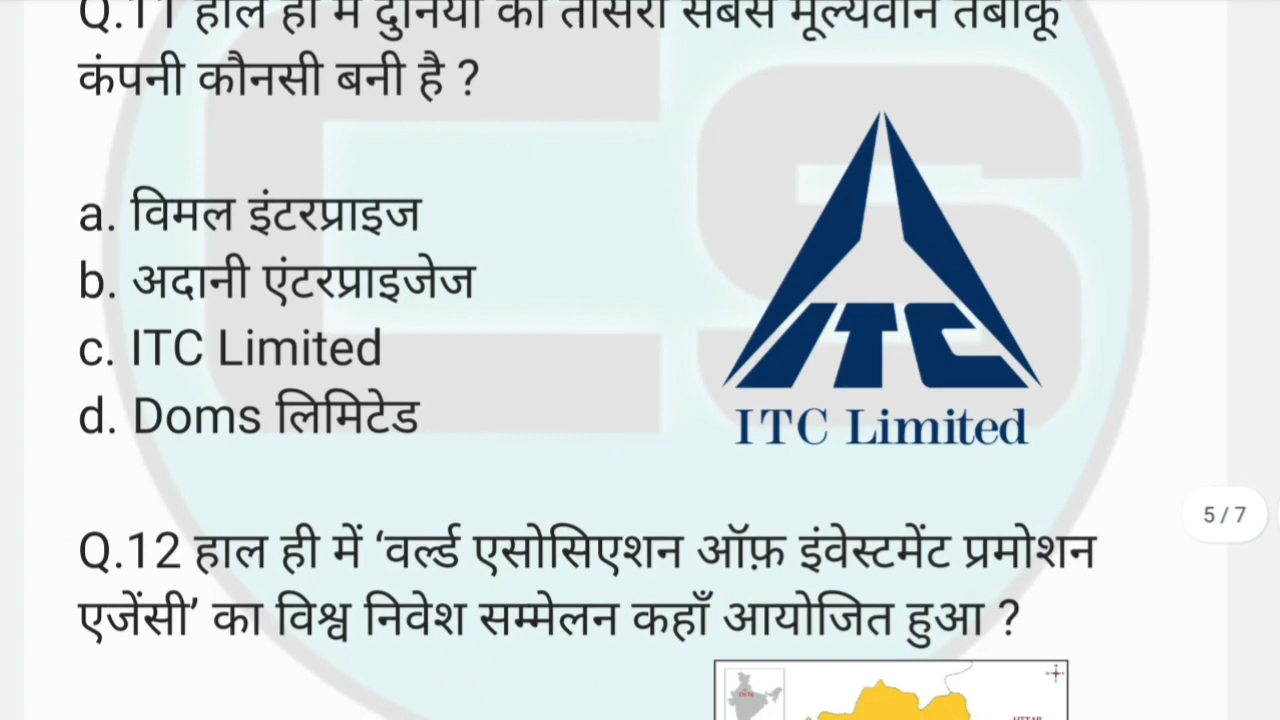 Q.11 हाल ही में दुनिया की तीसरी सबसे मूल्यवान तंबाकू
कंपनी कौनसी बनी है ?
a. विमल इंटरप्राइज
b. अदानी एंटरप्राइजेज
c. ITC Limited
d. Doms लिमिटेड
ITC
ITC Limited
5 / 7
Q.12 हाल ही में ‘वर्ल्ड एसोसिएशन ऑफ़ इंवेस्टमेंट प्रमोशन
एजेंसी’ का विश्व निवेश सम्मेलन कहाँ आयोजित हुआ ?